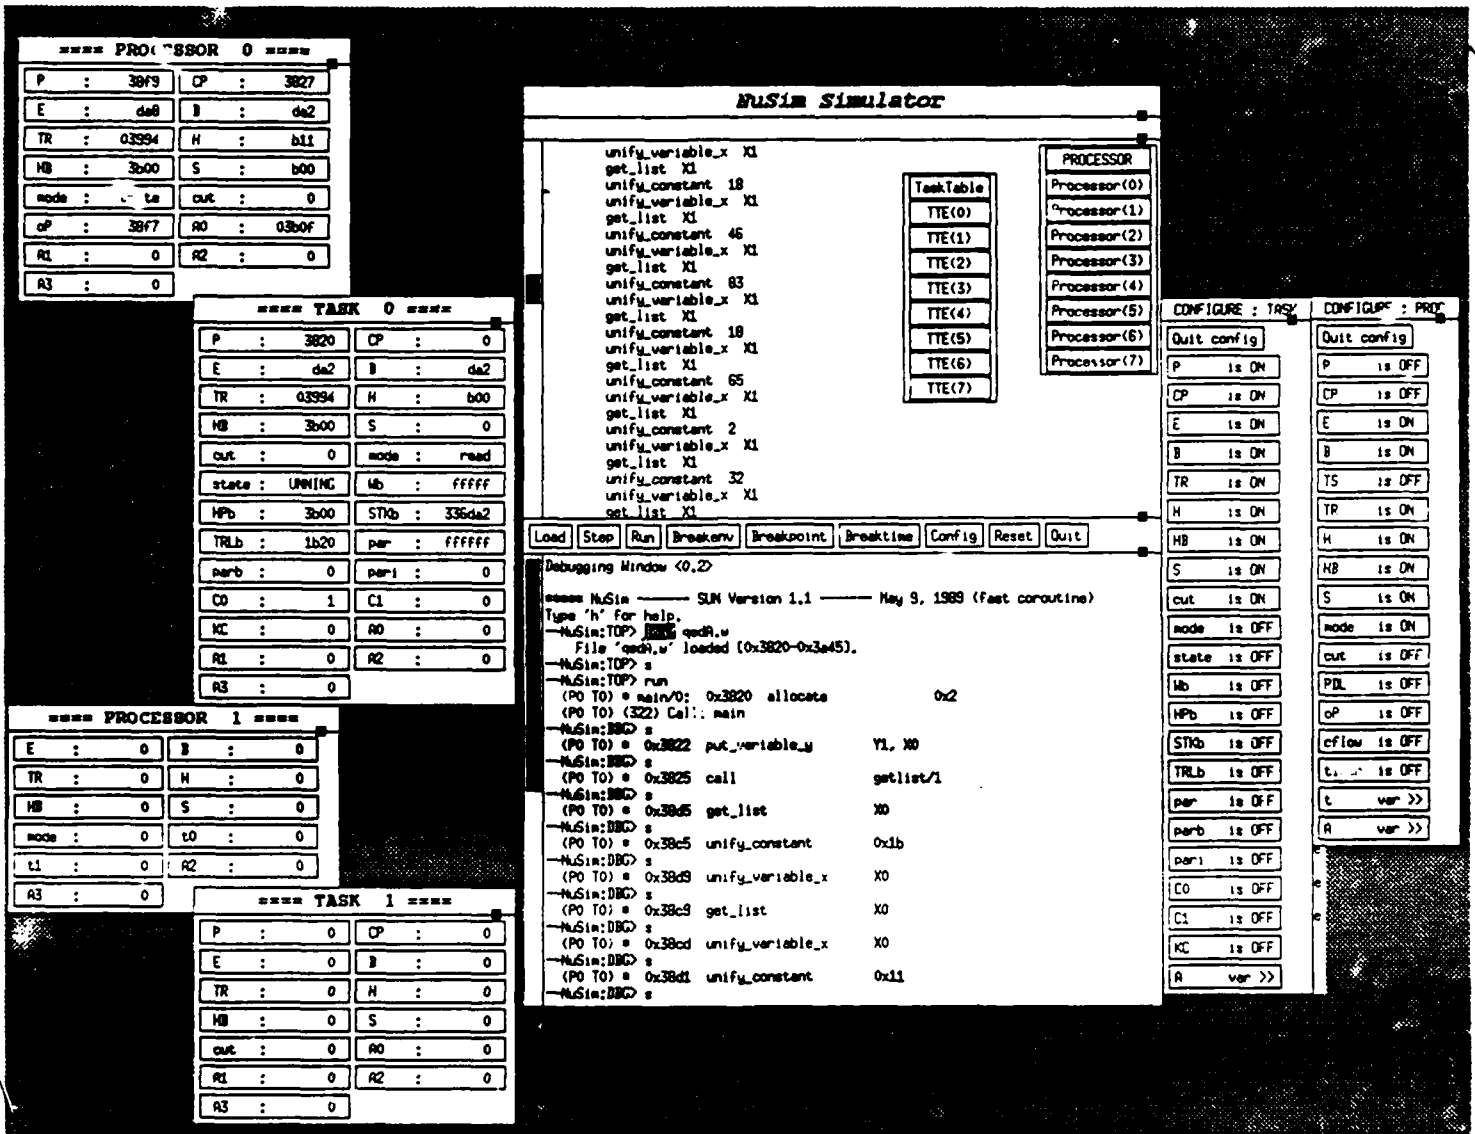 ==== PROCESSOR 0 ====
P : 38f9 CP : 3827
E : da8 B : da2
TR : 03994 H : b11
HB : 3b00 S : b00
mode : cut : 0
oP : 38f7 A0 : 03b0f
A1 : 0 A2 : 0
A3 : 0
==== TASK 0 ====
P : 3820 CP : 0
E : da2 B : da2
TR : 03994 H : b00
HB : 3b00 S : 0
cut : 0 mode : read
state : UNNING Wb : fffff
HPb : 3b00 STKb : 336da2
TRLb : 1b20 par : ffffff
parb : 0 pari : 0
C0 : 1 C1 : 0
KC : 0 A0 : 0
A1 : 0 A2 : 0
A3 : 0
==== PROCESSOR 1 ====
E : 0 B : 0
TR : 0 H : 0
HB : 0 S : 0
mode : 0 t0 : 0
t1 : 0 A2 : 0
A3 : 0
==== TASK 1 ====
P : 0 CP : 0
E : 0 B : 0
TR : 0 H : 0
HB : 0 S : 0
cut : 0 A0 : 0
A1 : 0 A2 : 0
A3 : 0
NuSim Simulator
unify_variable_x X1
get_list X1
unify_constant 18
unify_variable_x X1
get_list X1
unify_constant 46
unify_variable_x X1
get_list X1
unify_constant 83
unify_variable_x X1
get_list X1
unify_constant 18
unify_variable_x X1
get_list X1
unify_constant 65
unify_variable_x X1
get_list X1
unify_constant 2
unify_variable_x X1
get_list X1
unify_constant 32
unify_variable_x X1
get_list X1
TaskTable
TTE(0)
TTE(1)
TTE(2)
TTE(3)
TTE(4)
TTE(5)
TTE(6)
TTE(7)
PROCESSOR
Processor(0)
Processor(1)
Processor(2)
Processor(3)
Processor(4)
Processor(5)
Processor(6)
Processor(7)
Load Step Run Breakenv Breakpoint Breaktime Config Reset Quit
Debugging Window <0,2>
===== NuSim ------ SUN Version 1.1 ------ May 9, 1989 (fast coroutine)
Type 'h' for help.
—NuSim:TOP> qsdA.w
File 'qsdA.w' loaded [0x3820-0x3a45].
—NuSim:TOP> s
—NuSim:TOP> run
(P0 T0) * main/0: 0x3820 allocate 0x2
(P0 T0) (322) Call: main
—NuSim:DBG> s
(P0 T0) * 0x3822 put_variable_y Y1, X0
—NuSim:DBG> s
(P0 T0) * 0x3825 call getlist/1
—NuSim:DBG> s
(P0 T0) * 0x38d5 get_list X0
—NuSim:DBG> s
(P0 T0) * 0x38c5 unify_constant 0x1b
—NuSim:DBG> s
(P0 T0) * 0x38d9 unify_variable_x X0
—NuSim:DBG> s
(P0 T0) * 0x38c9 get_list X0
—NuSim:DBG> s
(P0 T0) * 0x38cd unify_variable_x X0
—NuSim:DBG> s
(P0 T0) * 0x38d1 unify_constant 0x11
—NuSim:DBG> s
CONFIGURE : TASK
Quit config
P is ON
CP is ON
E is ON
B is ON
TR is ON
H is ON
HB is ON
S is ON
cut is ON
mode is OFF
state is OFF
Wb is OFF
HPb is OFF
STKb is OFF
TRLb is OFF
par is OFF
parb is OFF
pari is OFF
C0 is OFF
C1 is OFF
KC is OFF
A var >>
CONFIGURE : PROC
Quit config
P is OFF
CP is OFF
E is ON
B is ON
TS is OFF
TR is ON
H is ON
HB is ON
S is ON
mode is ON
cut is OFF
PDL is OFF
oP is OFF
cflow is OFF
is OFF
t var >>
A var >>